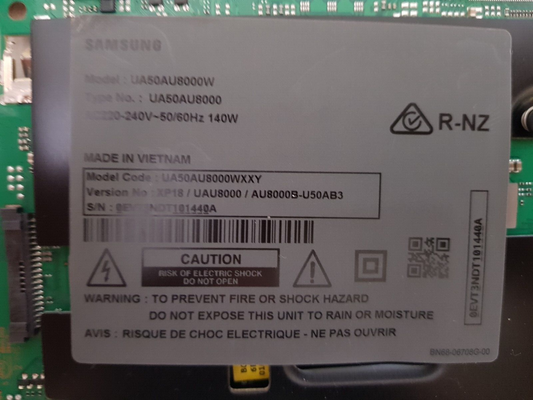 SAMSUNG
Model : UA50AU8000W
Type No. : UA50AU8000
AC220-240V~50/60Hz 140W
R-NZ
MADE IN VIETNAM
Model Code : UA50AU8000WXXY
Version No : XP18 / UAU8000 / AU8000S-U50AB3
S/N : 0EVT3NDT101440A
CAUTION
RISK OF ELECTRIC SHOCK
DO NOT OPEN
0EVT3NDT101440A
WARNING : TO PREVENT FIRE OR SHOCK HAZARD
DO NOT EXPOSE THIS UNIT TO RAIN OR MOISTURE
AVIS : RISQUE DE CHOC ELECTRIQUE - NE PAS OUVRIR